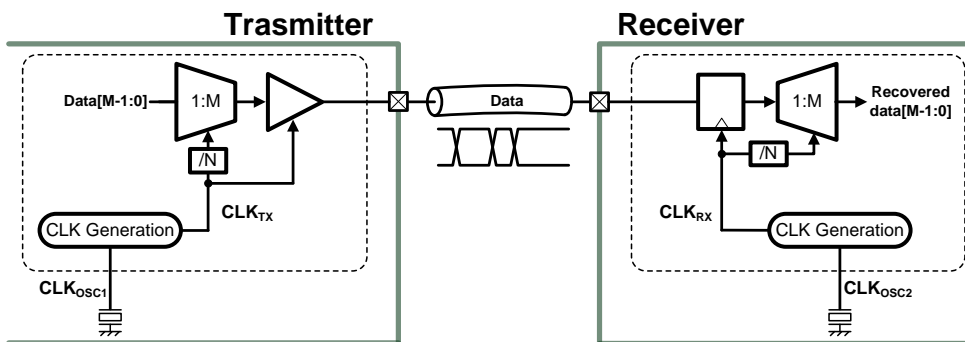 Trasmitter
Receiver
Data[M-1:0]
1:M
/N
CLKTX
CLK Generation
CLKOSC1
Data
1:M
Recovered
data[M-1:0]
/N
CLKRX
CLK Generation
CLKOSC2